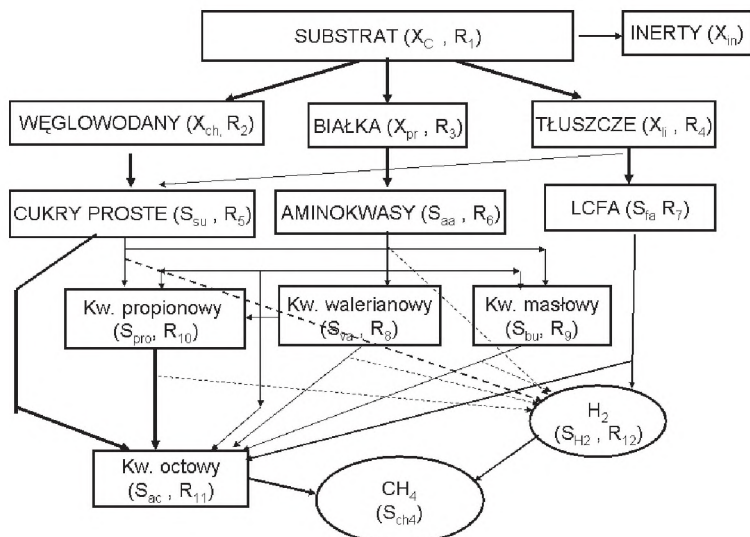 SUBSTRAT (X_C , R_1)
INERTY (X_in)
WĘGLOWODANY (X_ch, R_2)
BIAŁKA (X_pr , R_3)
TŁUSZCZE (X_li , R_4)
CUKRY PROSTE (S_su , R_5)
AMINOKWASY (S_aa , R_6)
LCFA (S_fa R_7)
Kw. propionowy
(S_pro, R_10)
Kw. walerianowy
(S_va , R_8)
Kw. masłowy
(S_bu, R_9)
H_2
(S_H2 , R_12)
Kw. octowy
(S_ac , R_11)
CH_4
(S_ch4)